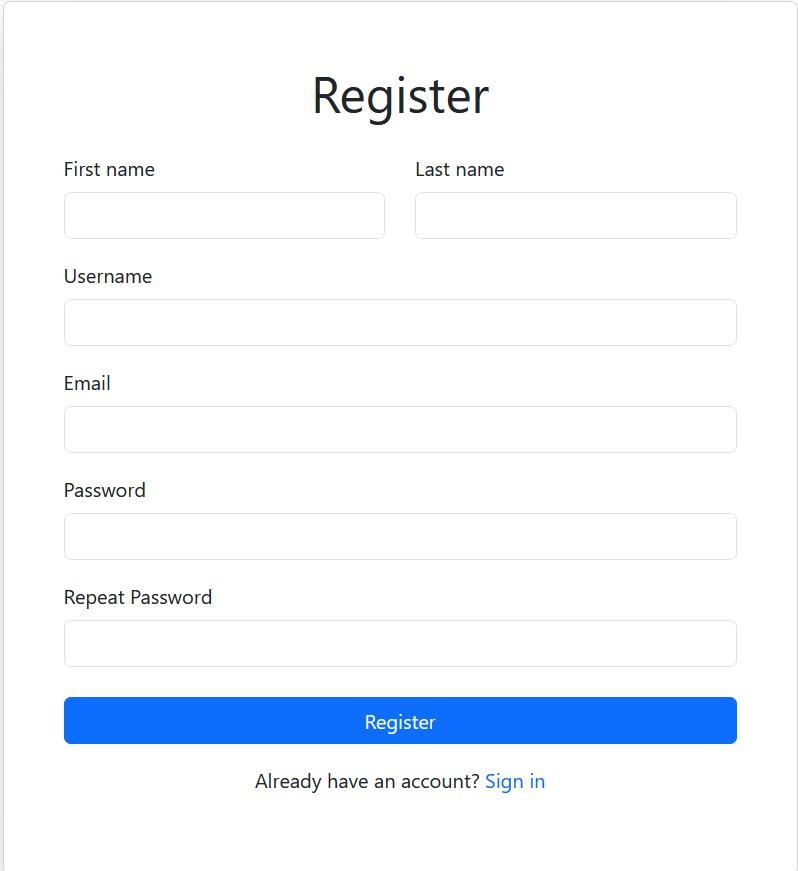 Register
First name Last name
Username
Email
Password
Repeat Password
Register
Already have an account? Sign in